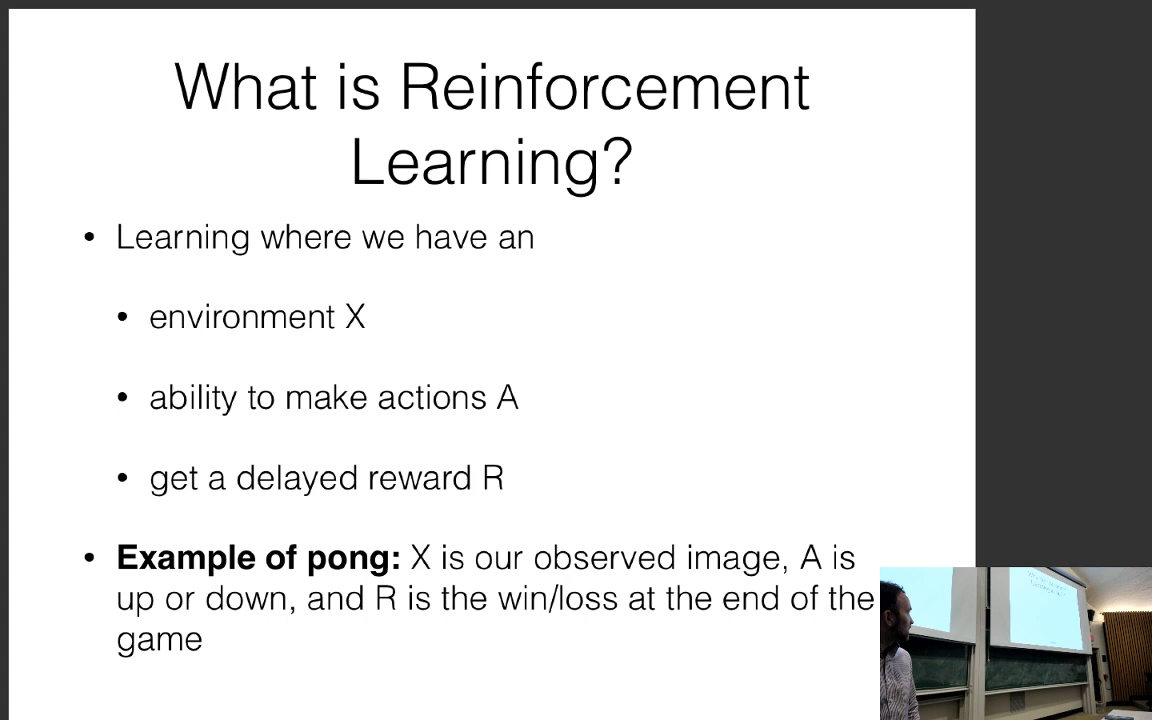 What is Reinforcement
Learning?
• Learning where we have an
• environment X
• ability to make actions A
• get a delayed reward R
• Example of pong: X is our observed image, A is
up or down, and R is the win/loss at the end of the
game